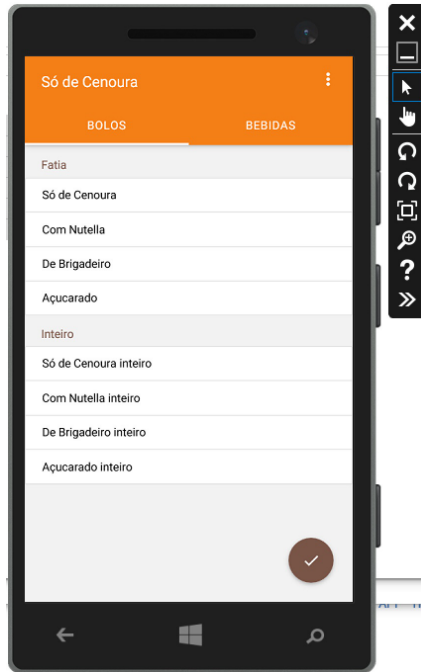 Só de Cenoura
BOLOS BEBIDAS
Fatia
Só de Cenoura
Com Nutella
De Brigadeiro
Açucarado
Inteiro
Só de Cenoura inteiro
Com Nutella inteiro
De Brigadeiro inteiro
Açucarado inteiro